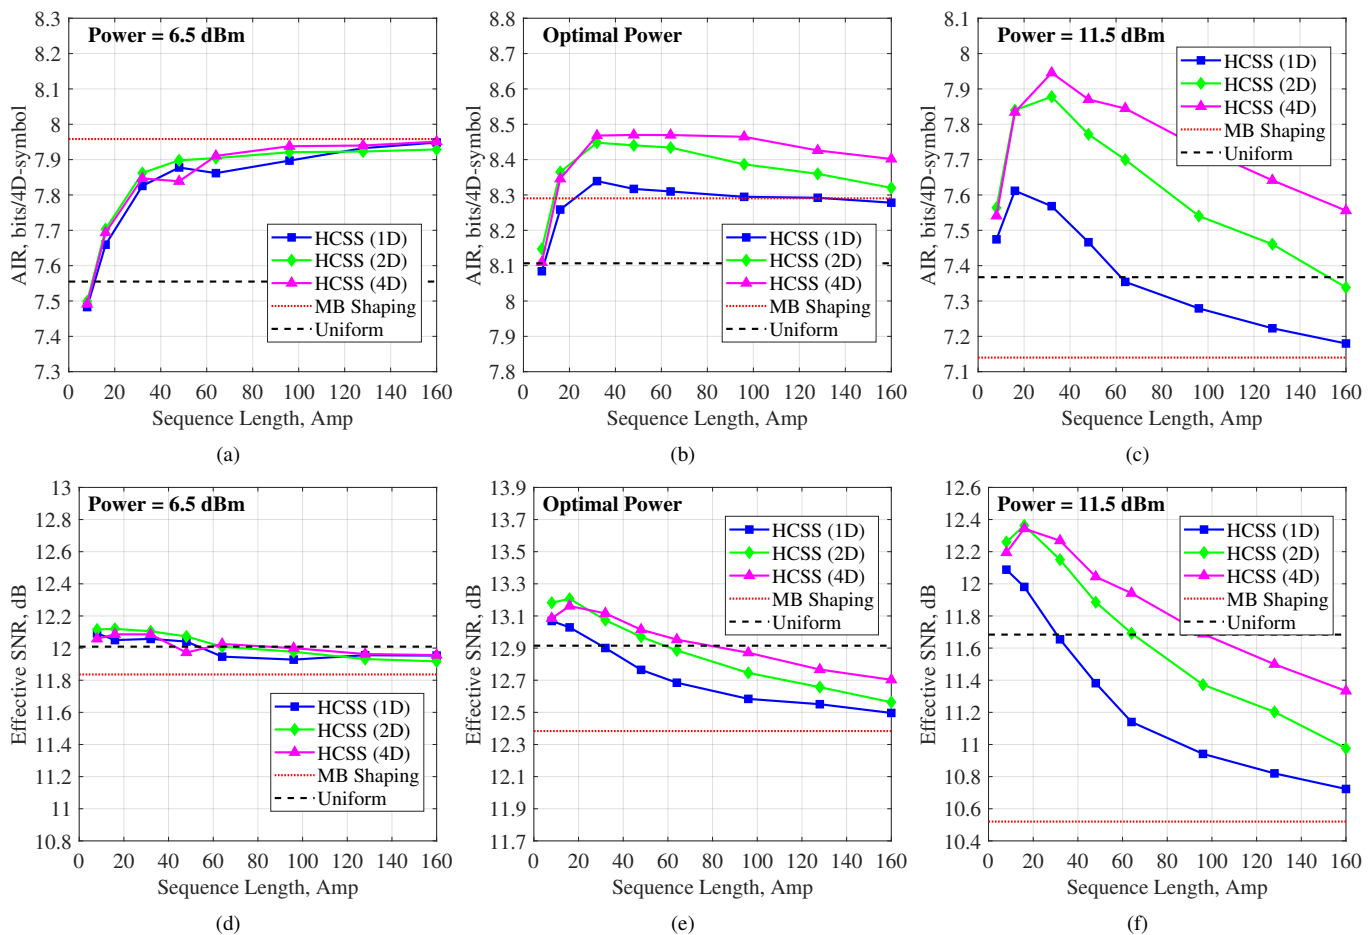 Power = 6.5 dBm
8.3
8.2
8.1
8
7.9
7.8
7.7
7.6
7.5
7.4
7.3
AIR, bits/4D-symbol
HCSS (1D)
HCSS (2D)
HCSS (4D)
MB Shaping
Uniform
0 20 40 60 80 100 120 140 160
Sequence Length, Amp
(a)
Optimal Power
8.8
8.7
8.6
8.5
8.4
8.3
8.2
8.1
8
7.9
7.8
AIR, bits/4D-symbol
HCSS (1D)
HCSS (2D)
HCSS (4D)
MB Shaping
Uniform
0 20 40 60 80 100 120 140 160
Sequence Length, Amp
(b)
Power = 11.5 dBm
8.1
8
7.9
7.8
7.7
7.6
7.5
7.4
7.3
7.2
7.1
AIR, bits/4D-symbol
HCSS (1D)
HCSS (2D)
HCSS (4D)
MB Shaping
Uniform
0 20 40 60 80 100 120 140 160
Sequence Length, Amp
(c)
Power = 6.5 dBm
13
12.8
12.6
12.4
12.2
12
11.8
11.6
11.4
11.2
11
10.8
Effective SNR, dB
HCSS (1D)
HCSS (2D)
HCSS (4D)
MB Shaping
Uniform
0 20 40 60 80 100 120 140 160
Sequence Length, Amp
(d)
Optimal Power
13.9
13.7
13.5
13.3
13.1
12.9
12.7
12.5
12.3
12.1
11.9
11.7
Effective SNR, dB
HCSS (1D)
HCSS (2D)
HCSS (4D)
MB Shaping
Uniform
0 20 40 60 80 100 120 140 160
Sequence Length, Amp
(e)
Power = 11.5 dBm
12.6
12.4
12.2
12
11.8
11.6
11.4
11.2
11
10.8
10.6
10.4
Effective SNR, dB
HCSS (1D)
HCSS (2D)
HCSS (4D)
MB Shaping
Uniform
0 20 40 60 80 100 120 140 160
Sequence Length, Amp
(f)